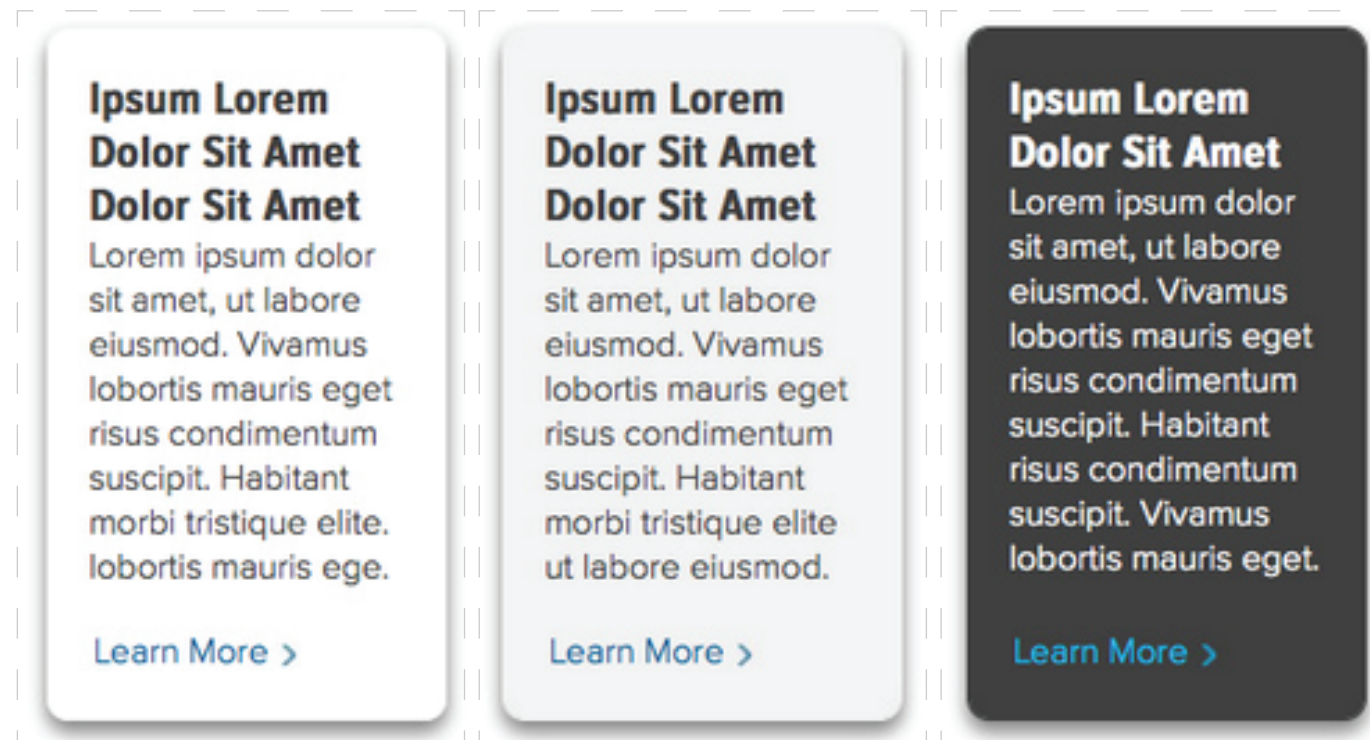 Ipsum Lorem
Dolor Sit Amet
Dolor Sit Amet
Lorem ipsum dolor
sit amet, ut labore
eiusmod. Vivamus
lobortis mauris eget
risus condimentum
suscipit. Habitant
morbi tristique elite.
lobortis mauris ege.
Learn More >
Ipsum Lorem
Dolor Sit Amet
Dolor Sit Amet
Lorem ipsum dolor
sit amet, ut labore
eiusmod. Vivamus
lobortis mauris eget
risus condimentum
suscipit. Habitant
morbi tristique elite
ut labore eiusmod.
Learn More >
Ipsum Lorem
Dolor Sit Amet
Lorem ipsum dolor
sit amet, ut labore
eiusmod. Vivamus
lobortis mauris eget
risus condimentum
suscipit. Habitant
risus condimentum
suscipit. Vivamus
lobortis mauris eget.
Learn More >